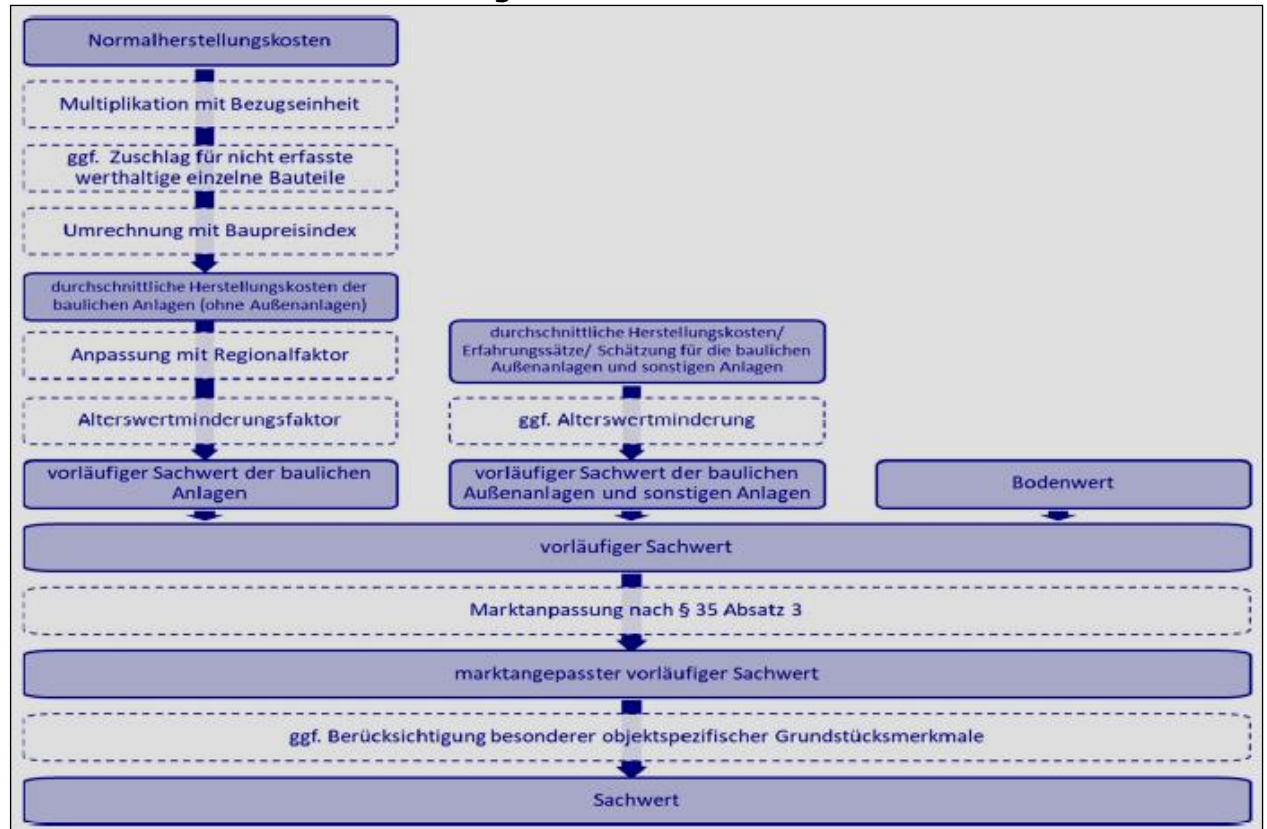 Normalherstellungskosten
Multiplikation mit Bezugseinheit
ggf. Zuschlag für nicht erfasste
werthaltige einzelne Bauteile
Umrechnung mit Baupreisindex
durchschnittliche Herstellungskosten der
baulichen Anlagen (ohne Außenanlagen)
Anpassung mit Regionalfaktor
Alterswertminderungsfaktor
vorläufiger Sachwert der baulichen
Anlagen
durchschnittliche Herstellungskosten/
Erfahrungssätze/ Schätzung für die baulichen
Außenanlagen und sonstigen Anlagen
ggf. Alterswertminderung
vorläufiger Sachwert der baulichen
Außenanlagen und sonstigen Anlagen
Bodenwert
vorläufiger Sachwert
Marktanpassung nach § 35 Absatz 3
marktangepasster vorläufiger Sachwert
ggf. Berücksichtigung besonderer objektspezifischer Grundstücksmerkmale
Sachwert